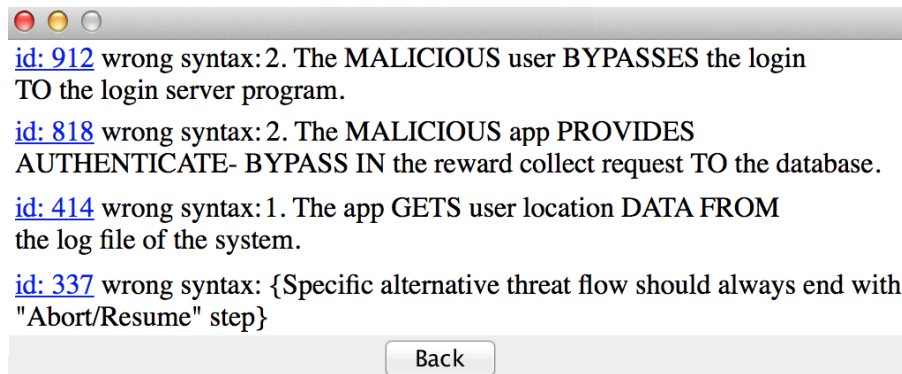 id: 912 wrong syntax: 2. The MALICIOUS user BYPASSES the login
TO the login server program.
id: 818 wrong syntax: 2. The MALICIOUS app PROVIDES
AUTHENTICATE- BYPASS IN the reward collect request TO the database.
id: 414 wrong syntax: 1. The app GETS user location DATA FROM
the log file of the system.
id: 337 wrong syntax: {Specific alternative threat flow should always end with
"Abort/Resume" step}
Back